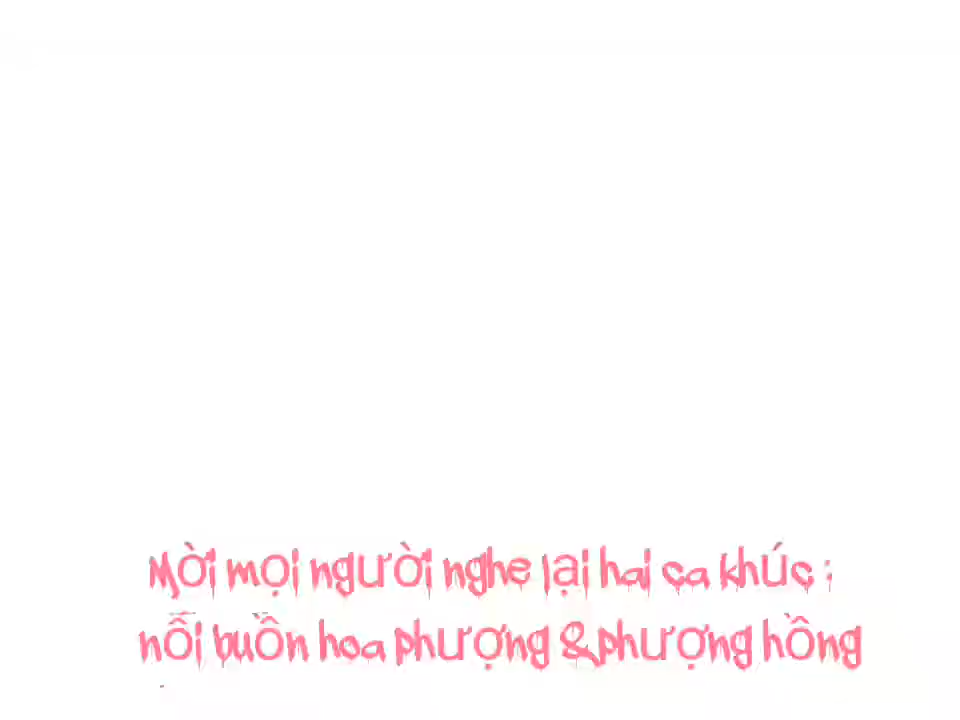 Mời mọi người nghe lại hai ca khúc :
nỗi buồn hoa phượng & phượng hồng